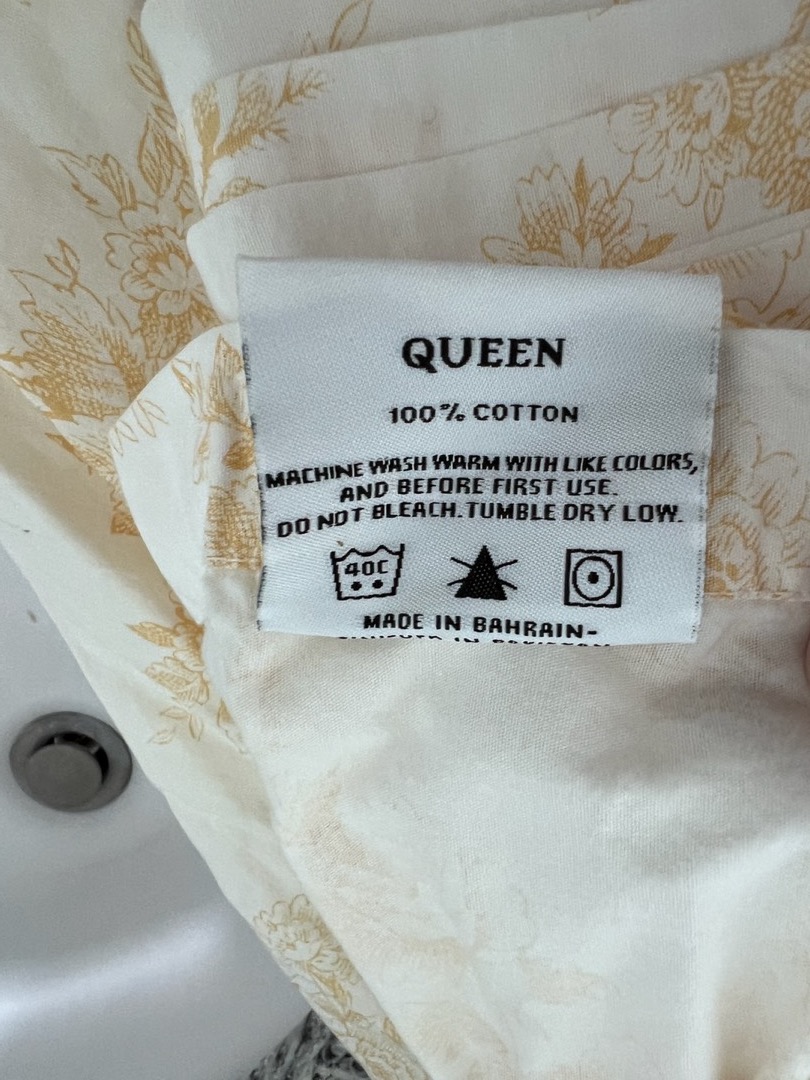 QUEEN
100% COTTON
MACHINE WASH WARM WITH LIKE COLORS,
AND BEFORE FIRST USE.
DO NOT BLEACH. TUMBLE DRY LOW.
40C
MADE IN BAHRAIN-